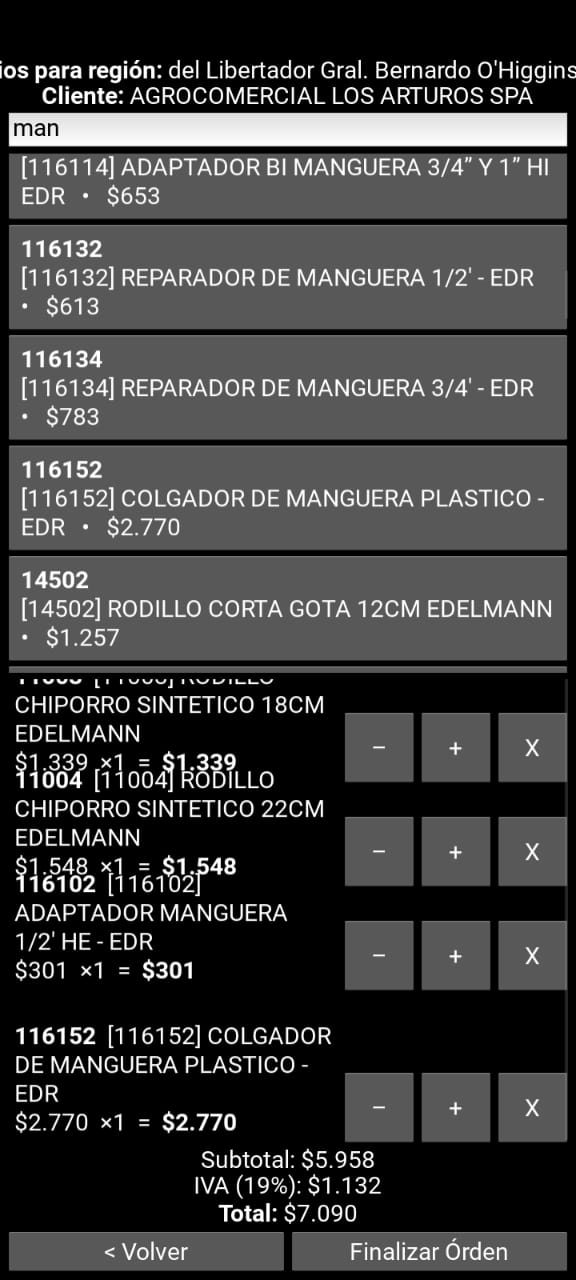 ios para región: del Libertador Gral. Bernardo O'Higgins
Cliente: AGROCOMERCIAL LOS ARTUROS SPA
man
[116114] ADAPTADOR BI MANGUERA 3/4” Y 1” HI
EDR • $653
116132
[116132] REPARADOR DE MANGUERA 1/2' - EDR
• $613
116134
[116134] REPARADOR DE MANGUERA 3/4' - EDR
• $783
116152
[116152] COLGADOR DE MANGUERA PLASTICO -
EDR • $2.770
14502
[14502] RODILLO CORTA GOTA 12CM EDELMANN
• $1.257
RODILLO
CHIPORRO SINTETICO 18CM
EDELMANN
$1.339 ×1 = $1.339
11004 [11004] RODILLO
CHIPORRO SINTETICO 22CM
EDELMANN
$1.548 ×1 = $1.548
116102 [116102]
ADAPTADOR MANGUERA
1/2' HE - EDR
$301 ×1 = $301
116152 [116152] COLGADOR
DE MANGUERA PLASTICO -
EDR
$2.770 ×1 = $2.770
− + X
− + X
− + X
− + X
Subtotal: $5.958
IVA (19%): $1.132
Total: $7.090
< Volver
Finalizar Órden